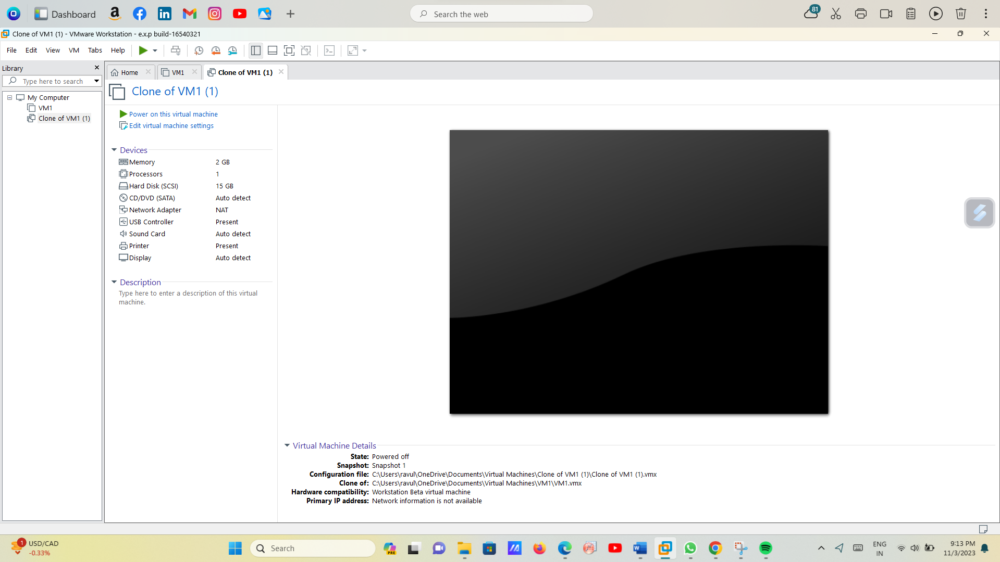 Dashboard
Search the web
81
Clone of VM1 (1) - VMware Workstation - e.x.p build-16540321
File Edit View VM Tabs Help
Library
Type here to search
My Computer
VM1
Clone of VM1 (1)
Home
VM1
Clone of VM1 (1)
Clone of VM1 (1)
Power on this virtual machine
Edit virtual machine settings
Devices
Memory 2 GB
Processors 1
Hard Disk (SCSI) 15 GB
CD/DVD (SATA) Auto detect
Network Adapter NAT
USB Controller Present
Sound Card Auto detect
Printer Present
Display Auto detect
Description
Type here to enter a description of this virtual
machine.
Virtual Machine Details
State: Powered off
Snapshot: Snapshot 1
Configuration file: C:\Users\ravul\OneDrive\Documents\Virtual Machines\Clone of VM1 (1)\Clone of VM1 (1).vmx
Clone of: C:\Users\ravul\OneDrive\Documents\Virtual Machines\VM1\VM1.vmx
Hardware compatibility: Workstation Beta virtual machine
Primary IP address: Network information is not available
1
USD/CAD
-0.33%
Search
PRE
ENG
IN
9:13 PM
11/3/2023